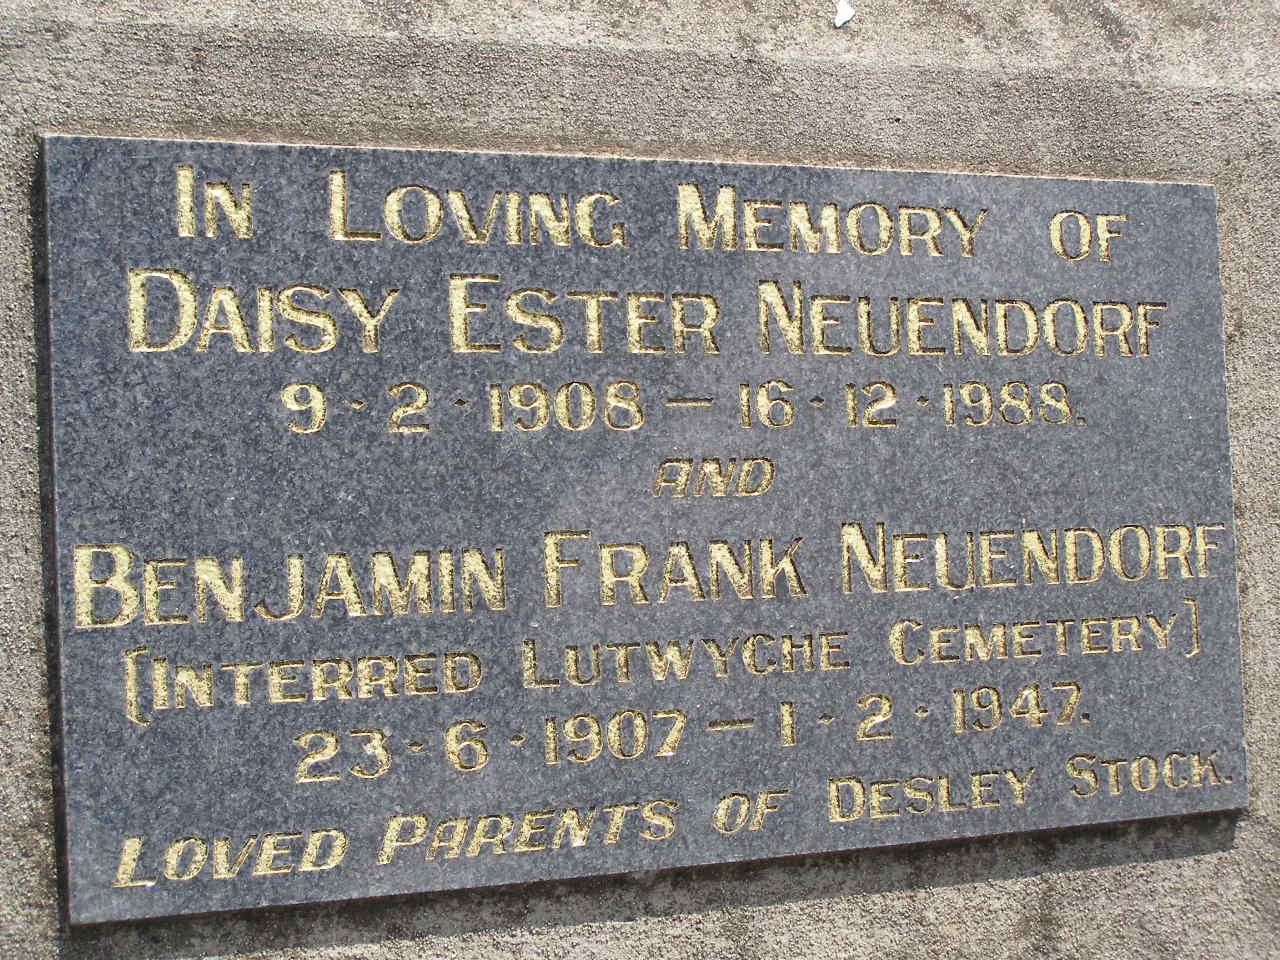 IN LOVING MEMORY OF
DAISY ESTER NEUENDORF
9·2·1908 — 16·12·1988.
AND
BENJAMIN FRANK NEUENDORF
[INTERRED LUTWYCHE CEMETERY]
23·6·1907 — 1·2·1947.
LOVED PARENTS OF DESLEY STOCK.